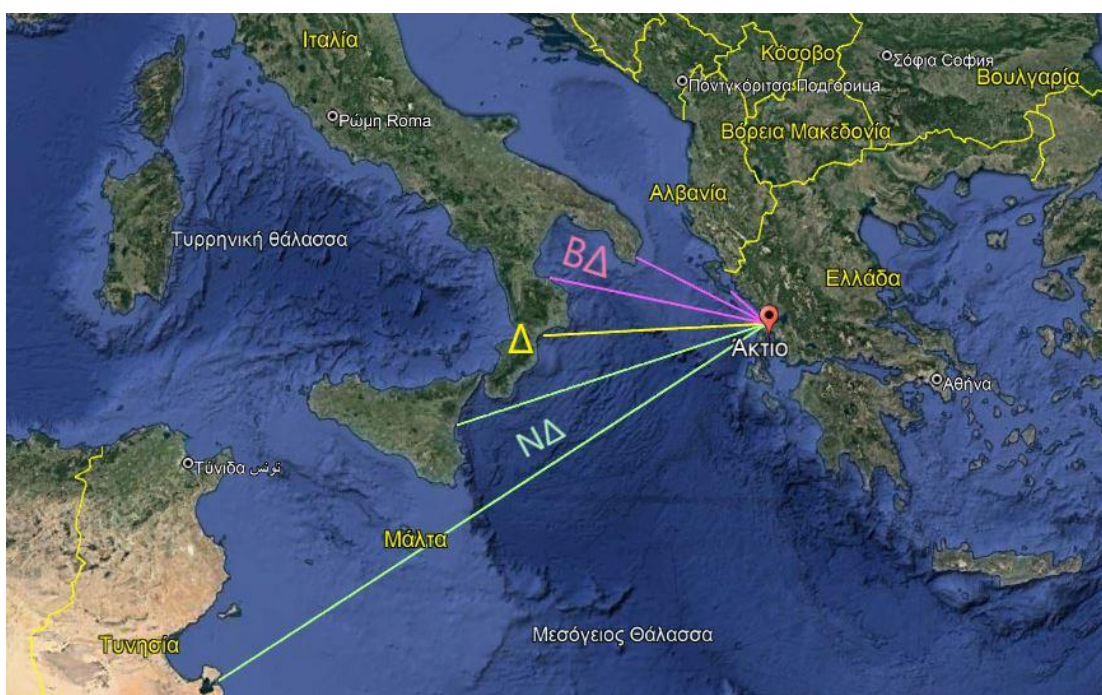 Ιταλία
Κόσοβο
Σόφια София
Βουλγαρία
Ποντγκόριτσα Подгорица
Ρώμη Roma
Βόρεια Μακεδονία
Αλβανία
Τυρρηνική θάλασσα
ΒΔ
Ελλάδα
Δ
Άκτιο
Αθήνα
ΝΔ
Τύνιδα تونس
Μάλτα
Μεσόγειος Θάλασσα
Τυνησία